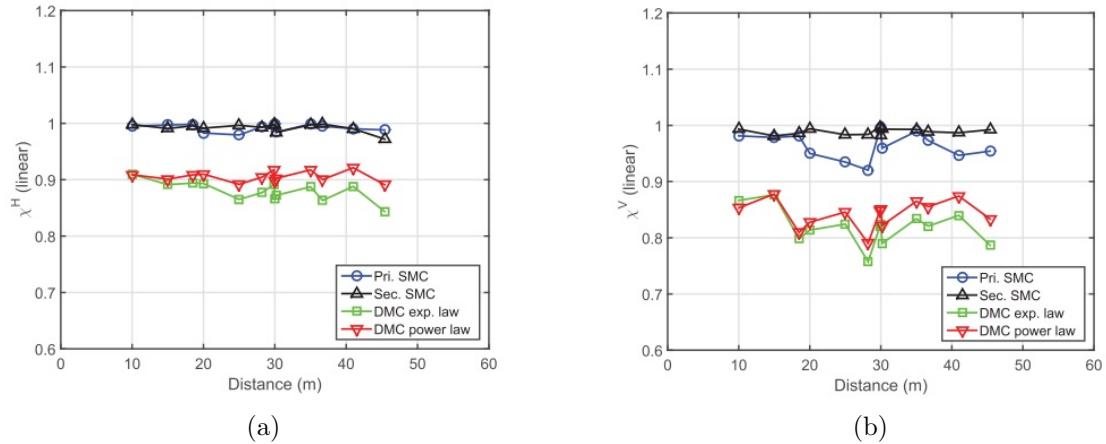 1.2
1.1
1
0.9
0.8
0.7
0.6
χ^H (linear)
Pri. SMC
Sec. SMC
DMC exp. law
DMC power law
0 10 20 30 40 50 60
Distance (m)
(a)
1.2
1.1
1
0.9
0.8
0.7
0.6
χ^V (linear)
Pri. SMC
Sec. SMC
DMC exp. law
DMC power law
0 10 20 30 40 50 60
Distance (m)
(b)